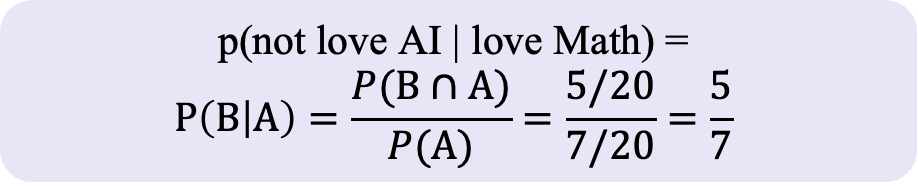 p(not love AI | love Math) =
P(B|A) = P(B ∩ A) / P(A) = 5/20 / 7/20 = 5 / 7